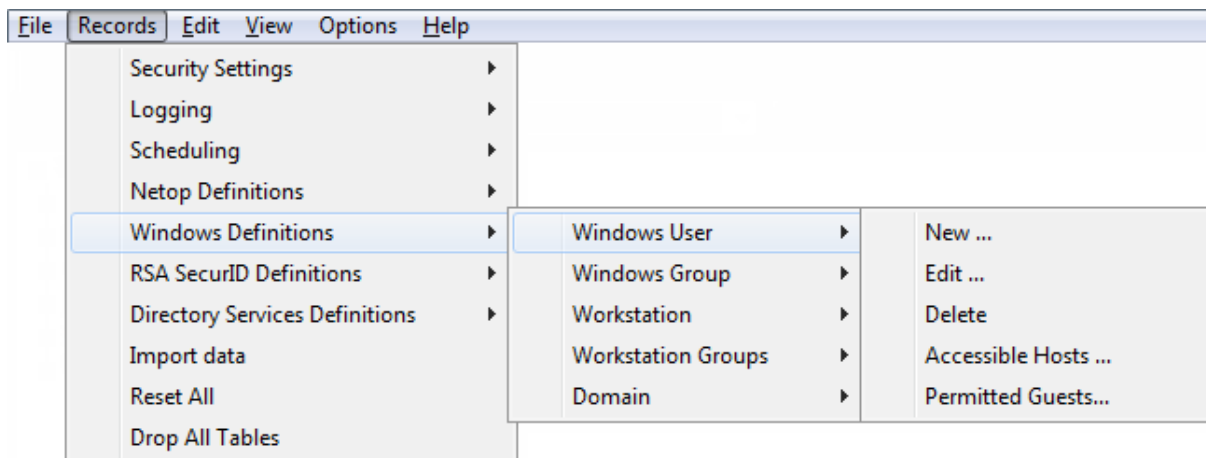 File Records Edit View Options Help
Security Settings
Logging
Scheduling
Netop Definitions
Windows Definitions
RSA SecurID Definitions
Directory Services Definitions
Import data
Reset All
Drop All Tables
Windows User
Windows Group
Workstation
Workstation Groups
Domain
New ...
Edit ...
Delete
Accessible Hosts ...
Permitted Guests...